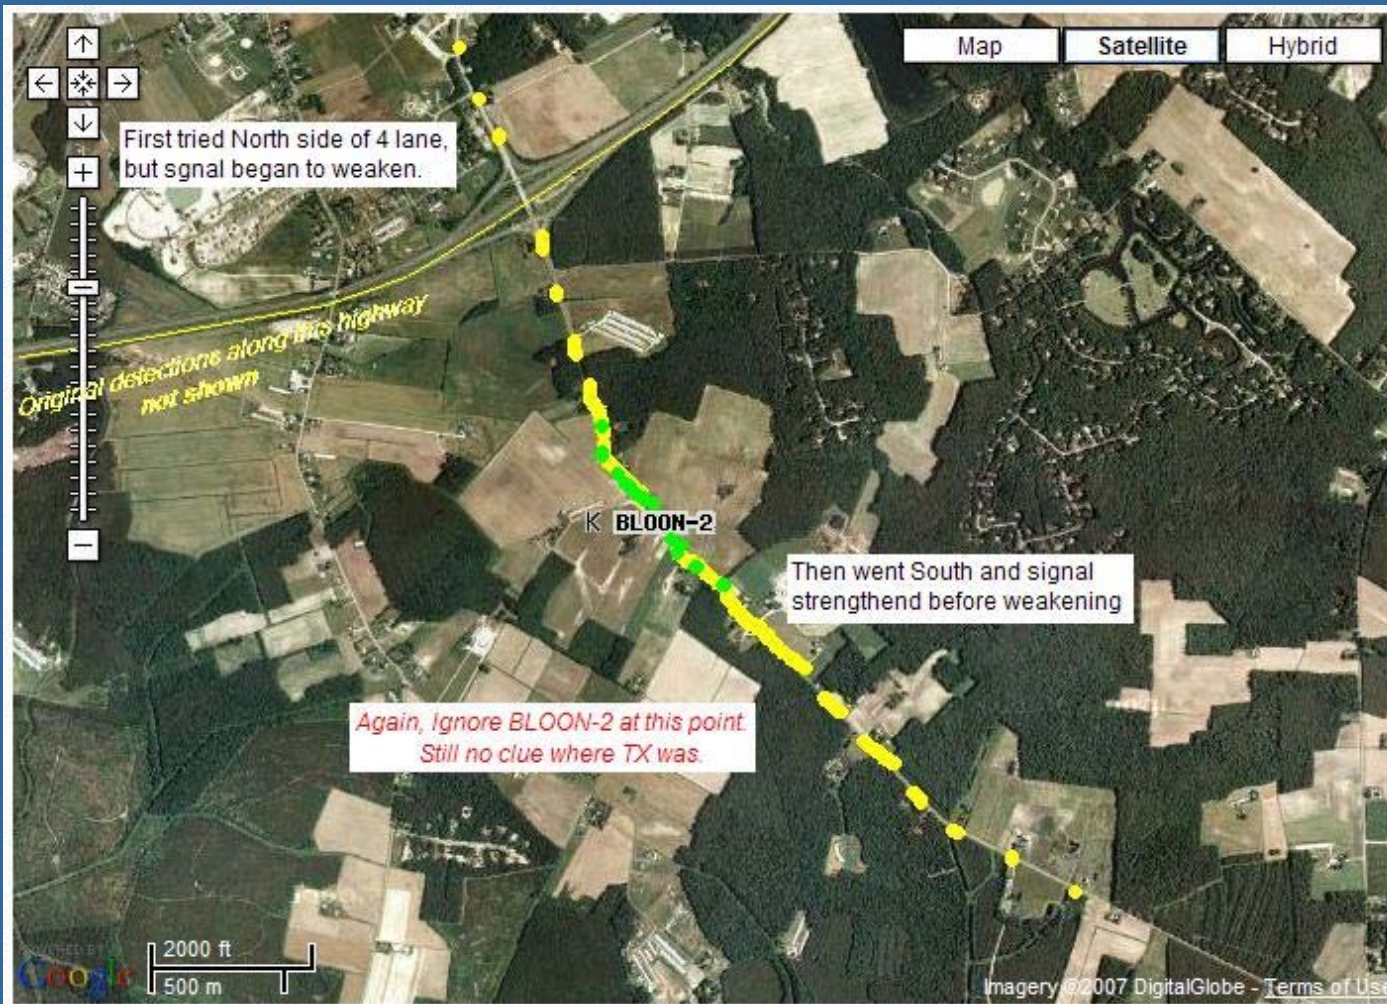 Map
Satellite
Hybrid
First tried North side of 4 lane,
but sgnal began to weaken.
Original detections along this highway
not shown
K BLOON-2
Then went South and signal
strengthend before weakening
Again, Ignore BLOON-2 at this point.
Still no clue where TX was.
POWERED BY
Google
2000 ft
500 m
Imagery ©2007 DigitalGlobe - Terms of Use